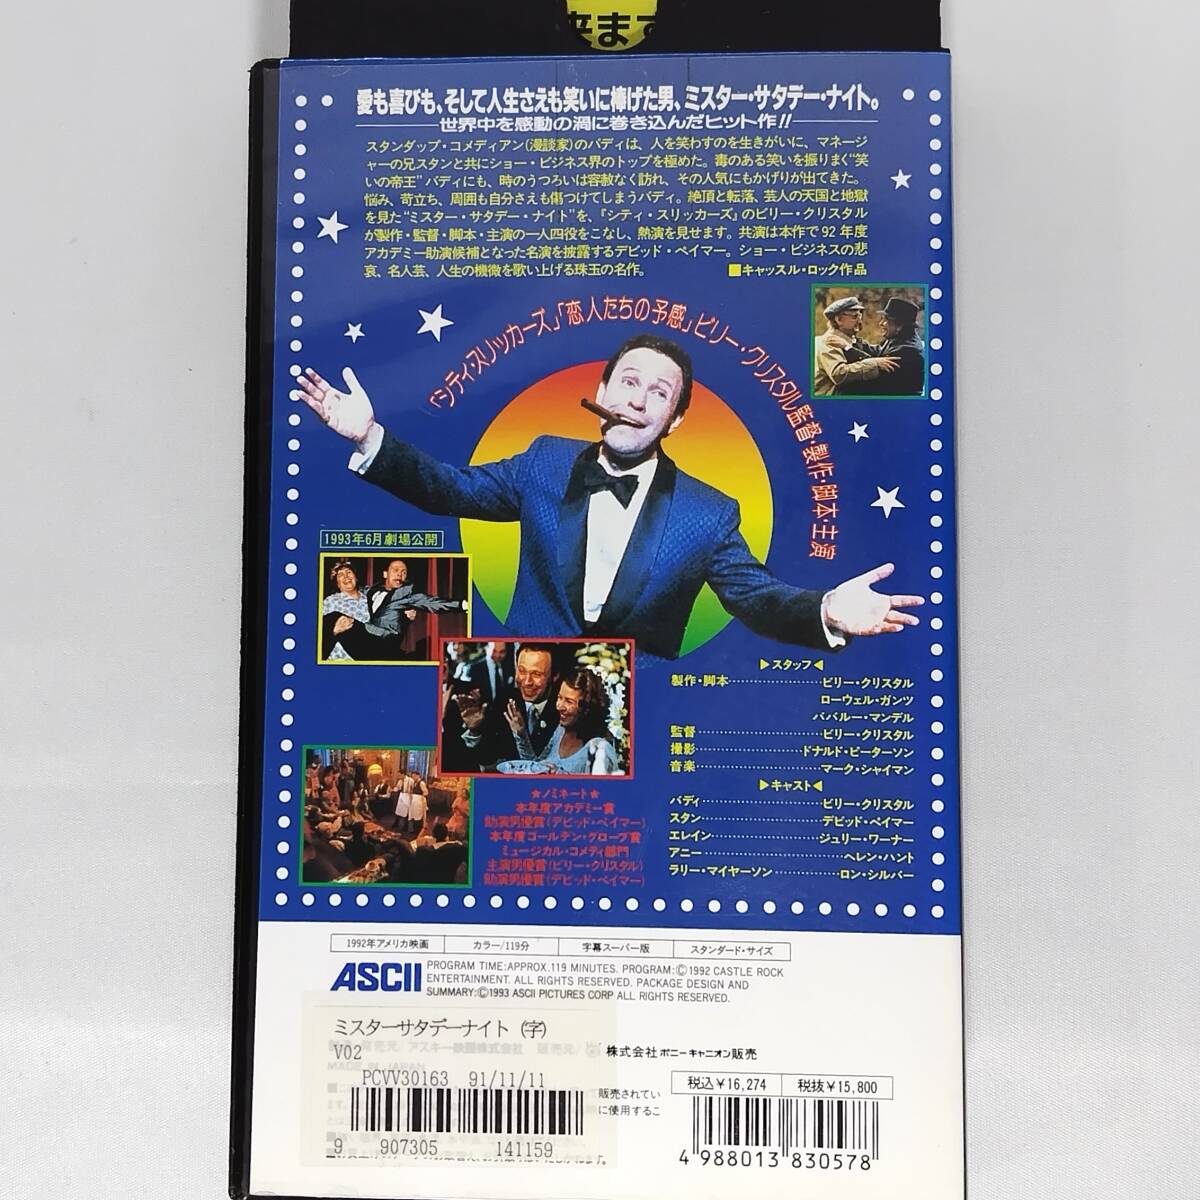 来ます
愛も喜びも、そして人生さえも笑いに捧げた男、ミスター・サタデー・ナイト。
世界中を感動の渦に巻き込んだヒット作!!
スタンダップ・コメディアン(漫談家)のバディは、人を笑わすのを生きがいに、マネージ
ャーの兄スタンと共にショー・ビジネス界のトップを極めた。毒のある笑いを振りまく“笑
いの帝王”バディにも、時のうつろいは容赦なく訪れ、その人気にもかげりが出てきた。
悩み、苛立ち、周囲も自分さえも傷つけてしまうバディ。絶頂と転落、芸人の天国と地獄
を見た“ミスター・サタデー・ナイト”を、『シティ・スリッカーズ』のビリー・クリスタル
が製作・監督・脚本・主演の一人四役をこなし、熱演を見せます。共演は本作で92年度
アカデミー助演候補となった名演を披露するデビッド・ペイマー。ショー・ビジネスの悲
哀、名人芸、人生の機微を歌い上げる珠玉の名作。 ■キャッスル・ロック作品
「シティ・スリッカーズ」「恋人たちの予感」ビリー・クリスタル監督・製作・脚本・主演
1993年6月劇場公開
▶スタッフ◀
製作・脚本 ビリー・クリスタル
ローウェル・ガンツ
ババルー・マンデル
監督 ビリー・クリスタル
撮影 ドナルド・ピーターソン
音楽 マーク・シャイマン
▶キャスト◀
バディ ビリー・クリスタル
スタン デビッド・ペイマー
エレイン ジュリー・ワーナー
アニー ヘレン・ハント
ラリー・マイヤーソン ロン・シルバー
★ノミネート★
本年度アカデミー賞
助演男優賞(デビッド・ペイマー)
本年度ゴールデン・グローブ賞
ミュージカル・コメディ部門
主演男優賞(ビリー・クリスタル)
助演男優賞(デビッド・ペイマー)
1992年アメリカ映画 カラー/119分 字幕スーパー版 スタンダード・サイズ
ASCII
PROGRAM TIME:APPROX.119 MINUTES. PROGRAM:Ⓒ1992 CASTLE ROCK
ENTERTAINMENT. ALL RIGHTS RESERVED. PACKAGE DESIGN AND
SUMMARY:Ⓒ1993 ASCII PICTURES CORP ALL RIGHTS RESERVED.
ミスターサタデーナイト (字)
V02
PCVV30163 91/11/11
9 907305 141159
株式会社ポニーキャニオン販売
税込¥16,274 税抜¥15,800
販売されてい
に使用するこ
4 988013 830578